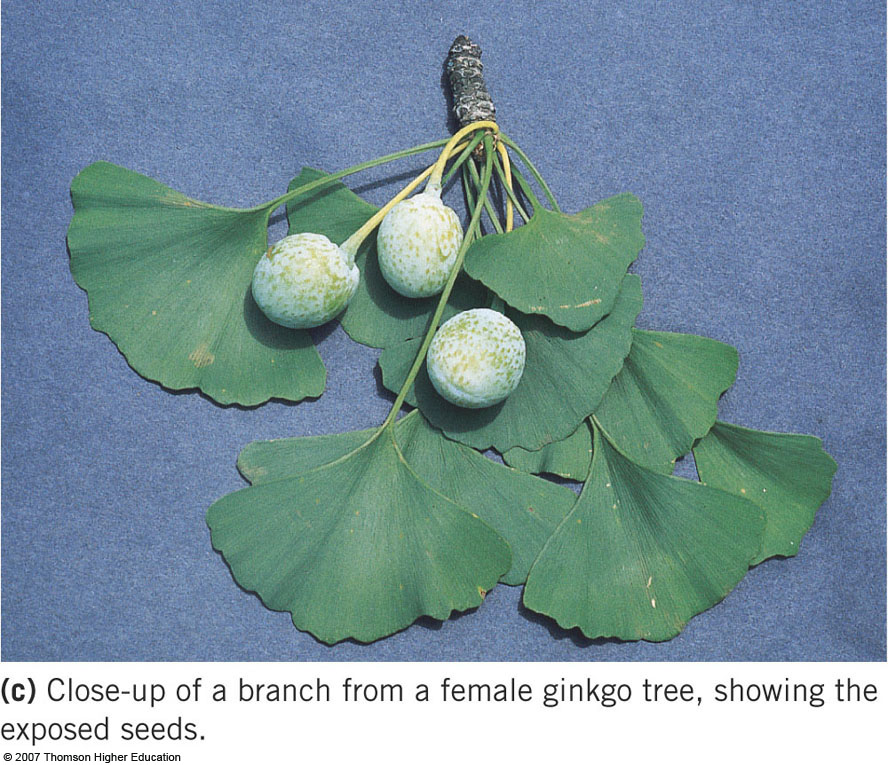 (c) Close-up of a branch from a female ginkgo tree, showing the
exposed seeds.
© 2007 Thomson Higher Education